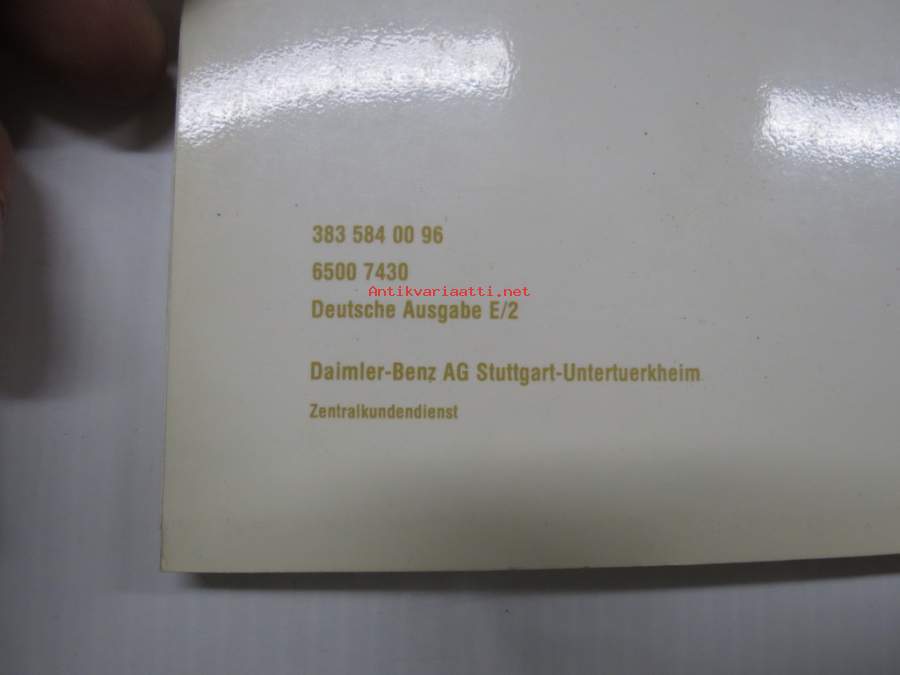 383 584 00 96
6500 7430
Antikvariaatti.net
Deutsche Ausgabe E/2
Daimler-Benz AG Stuttgart-Untertuerkheim
Zentralkundendienst